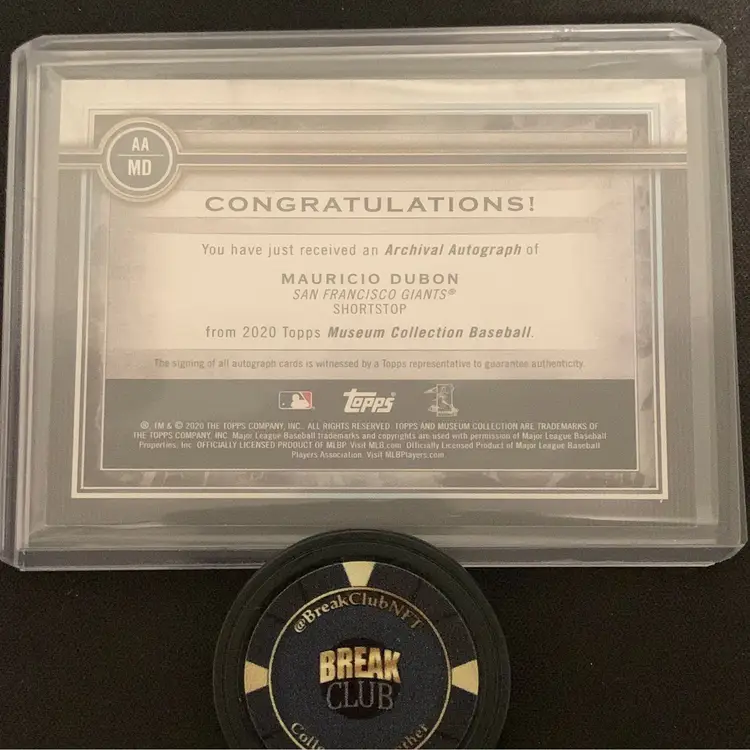 AA
MD
CONGRATULATIONS!
You have just received an Archival Autograph of
MAURICIO DUBON
SAN FRANCISCO GIANTS®
SHORTSTOP
from 2020 Topps Museum Collection Baseball.
The signing of all autograph cards is witnessed by a Topps representative to guarantee authenticity.
Topps
®, TM & © 2020 THE TOPPS COMPANY, INC. ALL RIGHTS RESERVED. TOPPS AND MUSEUM COLLECTION ARE TRADEMARKS OF
THE TOPPS COMPANY, INC. Major League Baseball trademarks and copyrights are used with permission of Major League Baseball
Properties, Inc. OFFICIALLY LICENSED PRODUCT OF MLBP Visit MLB.com Officially Licensed Product of Major League Baseball
Players Association. Visit MLBPlayers.com
@BreakClubNFT
BREAK
CLUB